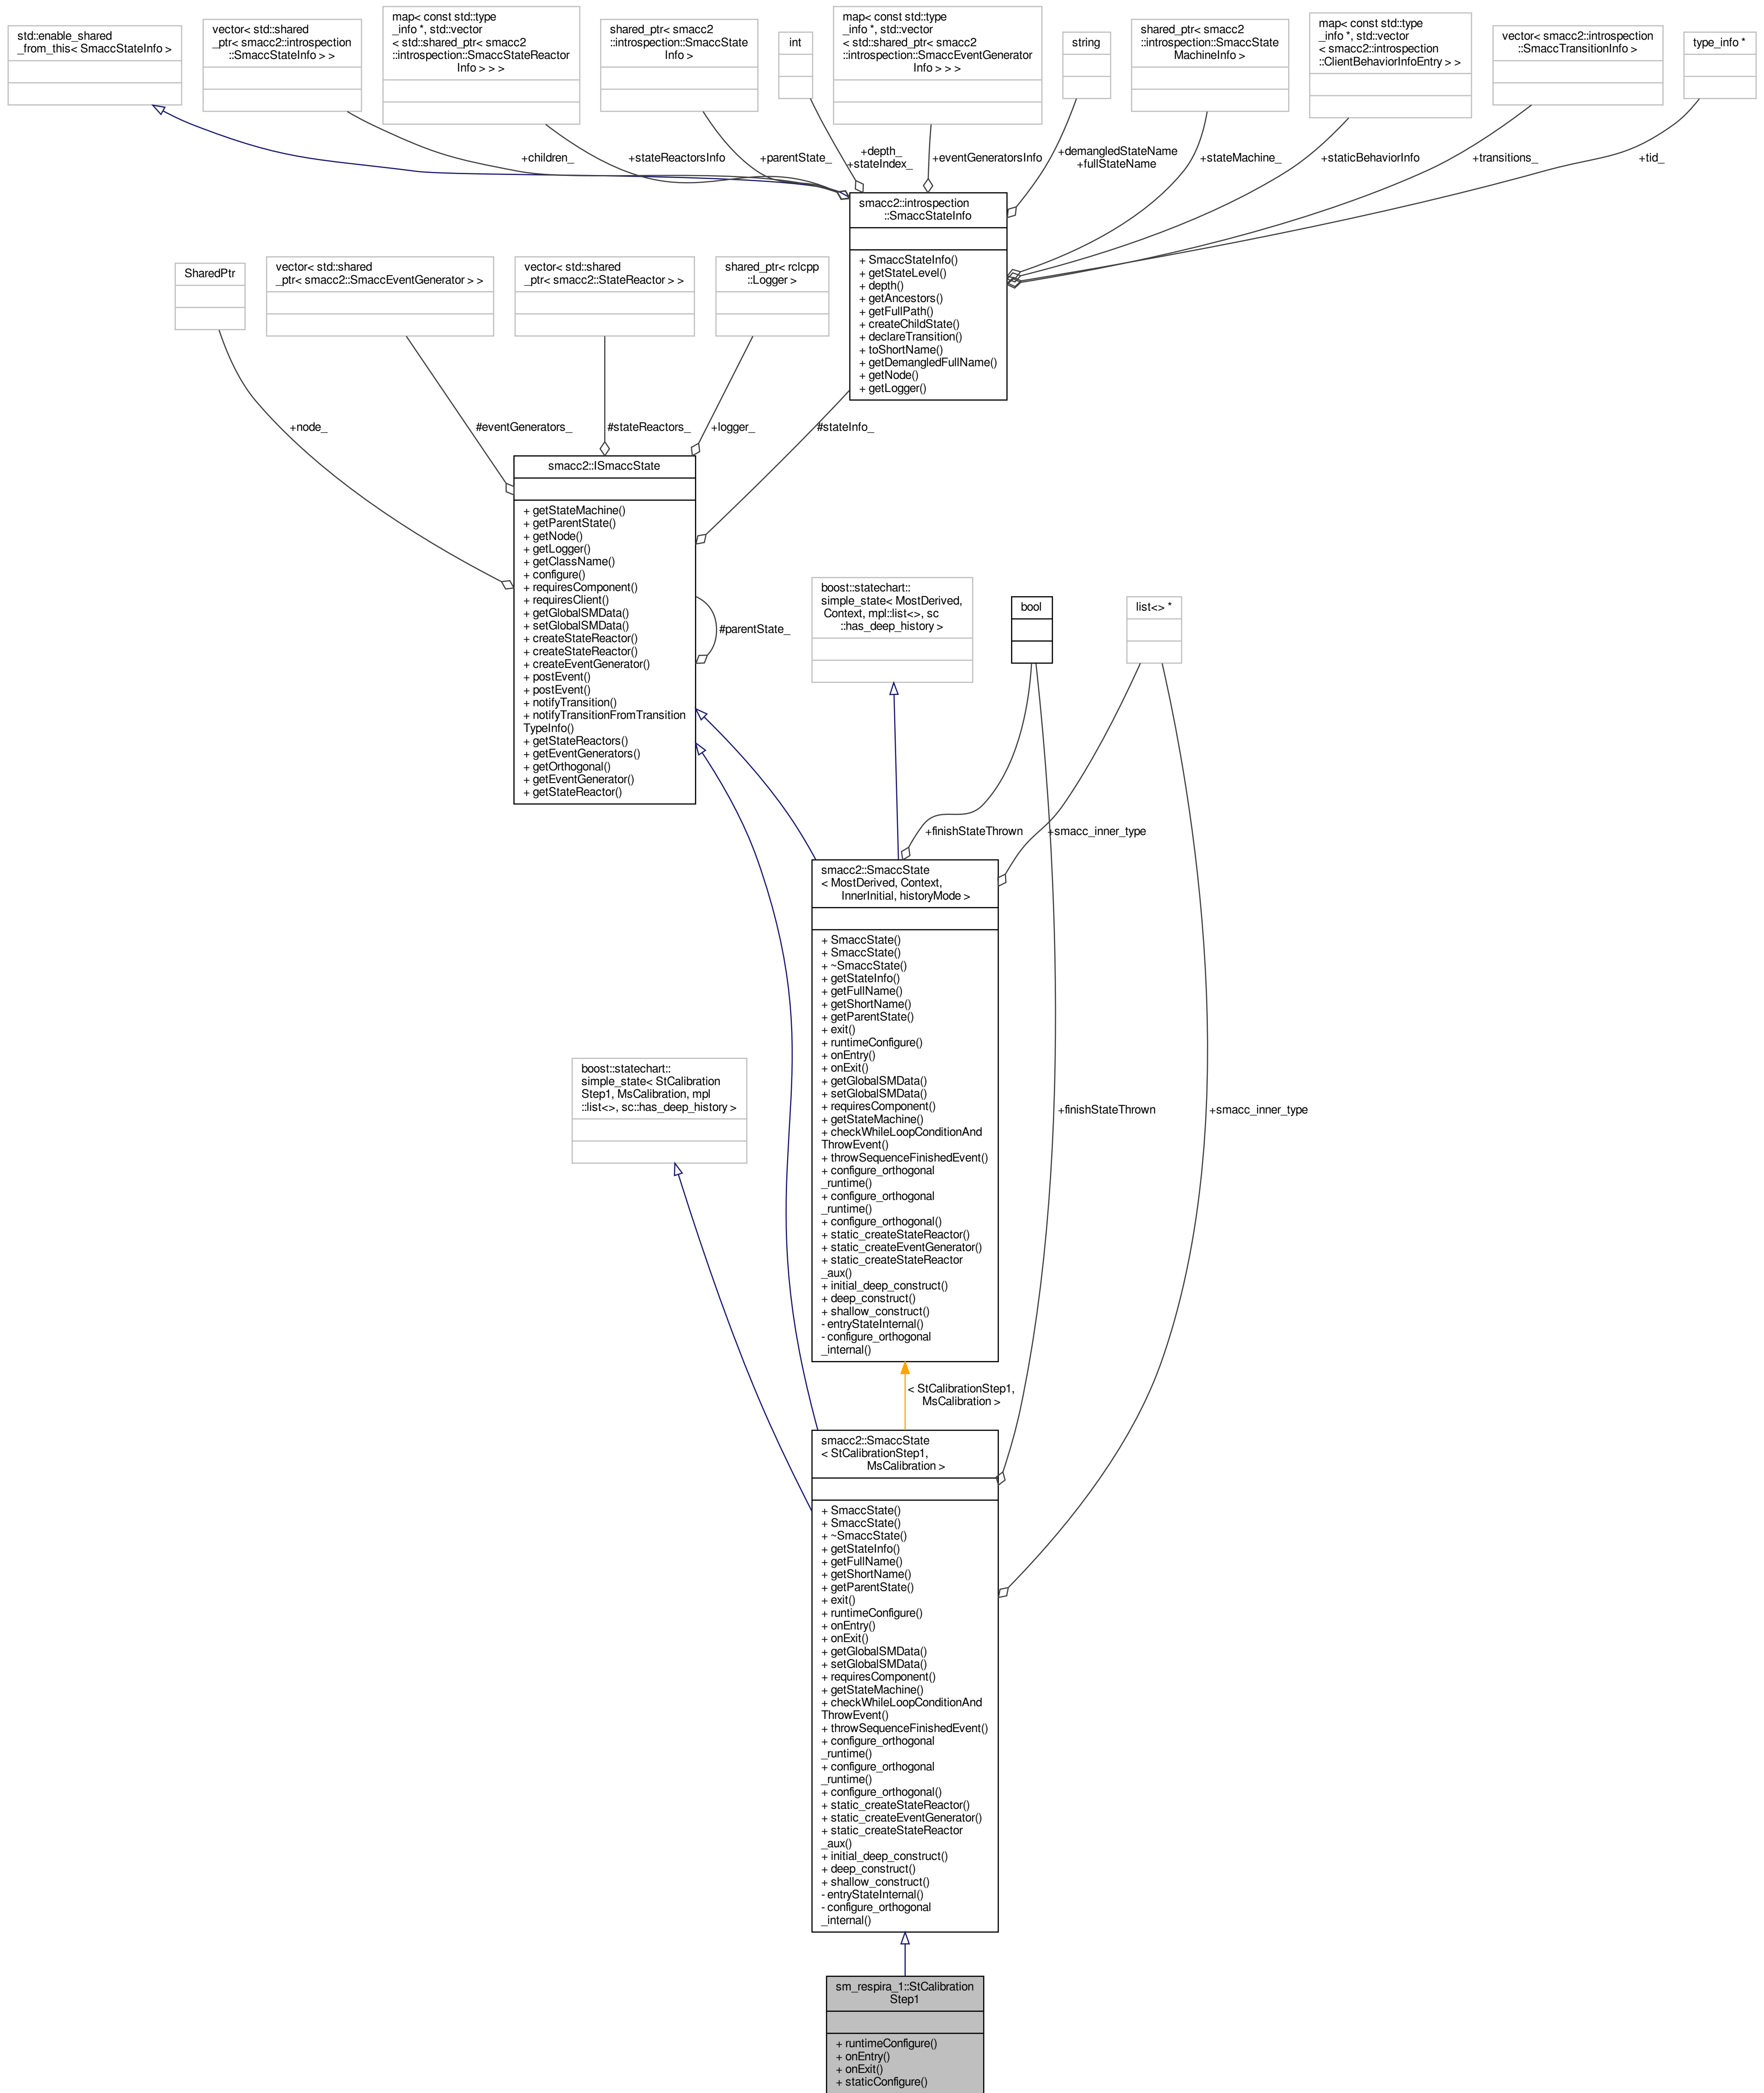 std::enable_shared
_from_this< SmaccStateInfo >
vector< std::shared
_ptr< smacc2::introspection
::SmaccStateInfo > >
map< const std::type
_info *, std::vector
< std::shared_ptr< smacc2
::introspection::SmaccStateReactor
Info > > >
shared_ptr< smacc2
::introspection::SmaccState
Info >
int
map< const std::type
_info *, std::vector
< std::shared_ptr< smacc2
::introspection::SmaccEventGenerator
Info > > >
string
shared_ptr< smacc2
::introspection::SmaccState
MachineInfo >
map< const std::type
_info *, std::vector
< smacc2::introspection
::ClientBehaviorInfoEntry > >
vector< smacc2::introspection
::SmaccTransitionInfo >
type_info *
+children_
+stateReactorsInfo
+parentState_
+depth_
+stateIndex_
+eventGeneratorsInfo
+demangledStateName
+fullStateName
+stateMachine_
+staticBehaviorInfo
+transitions_
+tid_
smacc2::introspection
::SmaccStateInfo
+ SmaccStateInfo()
+ getStateLevel()
+ depth()
+ getAncestors()
+ getFullPath()
+ createChildState()
+ declareTransition()
+ toShortName()
+ getDemangledFullName()
+ getNode()
+ getLogger()
SharedPtr
vector< std::shared
_ptr< smacc2::SmaccEventGenerator > >
vector< std::shared
_ptr< smacc2::StateReactor > >
shared_ptr< rclcpp
::Logger >
+node_
#eventGenerators_
#stateReactors_
+logger_
#stateInfo_
smacc2::ISmaccState
+ getStateMachine()
+ getParentState()
+ getNode()
+ getLogger()
+ getClassName()
+ configure()
+ requiresComponent()
+ requiresClient()
+ getGlobalSMData()
+ setGlobalSMData()
+ createStateReactor()
+ createStateReactor()
+ createEventGenerator()
+ postEvent()
+ postEvent()
+ notifyTransition()
+ notifyTransitionFromTransition
TypeInfo()
+ getStateReactors()
+ getEventGenerators()
+ getOrthogonal()
+ getEventGenerator()
+ getStateReactor()
#parentState_
boost::statechart::
simple_state< MostDerived,
Context, mpl::list<>, sc
::has_deep_history >
bool
list<> *
+finishStateThrown
+smacc_inner_type
smacc2::SmaccState
< MostDerived, Context,
InnerInitial, historyMode >
+ SmaccState()
+ SmaccState()
+ ~SmaccState()
+ getStateInfo()
+ getFullName()
+ getShortName()
+ getParentState()
+ exit()
+ runtimeConfigure()
+ onEntry()
+ onExit()
+ getGlobalSMData()
+ setGlobalSMData()
+ requiresComponent()
+ getStateMachine()
+ checkWhileLoopConditionAnd
ThrowEvent()
+ throwSequenceFinishedEvent()
+ configure_orthogonal
_runtime()
+ configure_orthogonal
_runtime()
+ configure_orthogonal()
+ static_createStateReactor()
+ static_createEventGenerator()
+ static_createStateReactor
_aux()
+ initial_deep_construct()
+ deep_construct()
+ shallow_construct()
- entryStateInternal()
- configure_orthogonal
_internal()
boost::statechart::
simple_state< StCalibration
Step1, MsCalibration, mpl
::list<>, sc::has_deep_history >
+finishStateThrown
+smacc_inner_type
< StCalibrationStep1,
MsCalibration >
smacc2::SmaccState
< StCalibrationStep1,
MsCalibration >
+ SmaccState()
+ SmaccState()
+ ~SmaccState()
+ getStateInfo()
+ getFullName()
+ getShortName()
+ getParentState()
+ exit()
+ runtimeConfigure()
+ onEntry()
+ onExit()
+ getGlobalSMData()
+ setGlobalSMData()
+ requiresComponent()
+ getStateMachine()
+ checkWhileLoopConditionAnd
ThrowEvent()
+ throwSequenceFinishedEvent()
+ configure_orthogonal
_runtime()
+ configure_orthogonal
_runtime()
+ configure_orthogonal()
+ static_createStateReactor()
+ static_createEventGenerator()
+ static_createStateReactor
_aux()
+ initial_deep_construct()
+ deep_construct()
+ shallow_construct()
- entryStateInternal()
- configure_orthogonal
_internal()
sm_respira_1::StCalibration
Step1
+ runtimeConfigure()
+ onEntry()
+ onExit()
+ staticConfigure()